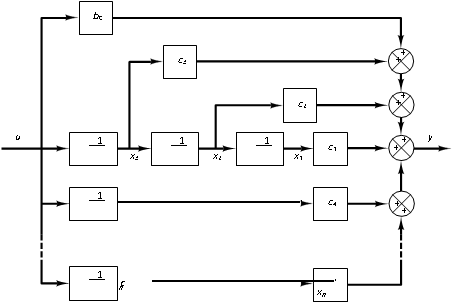 b₀
+
c₃
+
+
c₂
+
+
u
1
x₃
1
x₂
1
x₁
c₁
+
+
y
1
c₄
+
+
1
xₙ